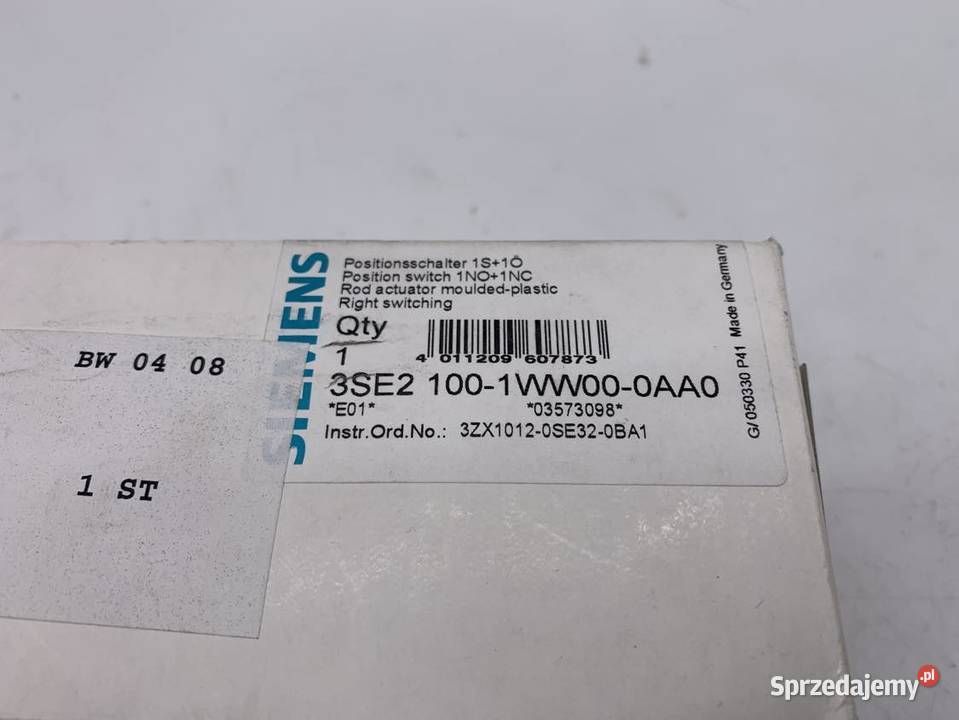 SIEMENS
Positionsschalter 1S+1Ö
Position switch 1NO+1NC
Rod actuator moulded-plastic
Right switching
Qty
1
4 011209 607873
3SE2 100-1WW00-0AA0
*E01* *03573098*
Instr.Ord.No.: 3ZX1012-0SE32-0BA1
G/050330 P41 Made in Germany
BW 04 08
1 ST
Sprzedajemy.pl